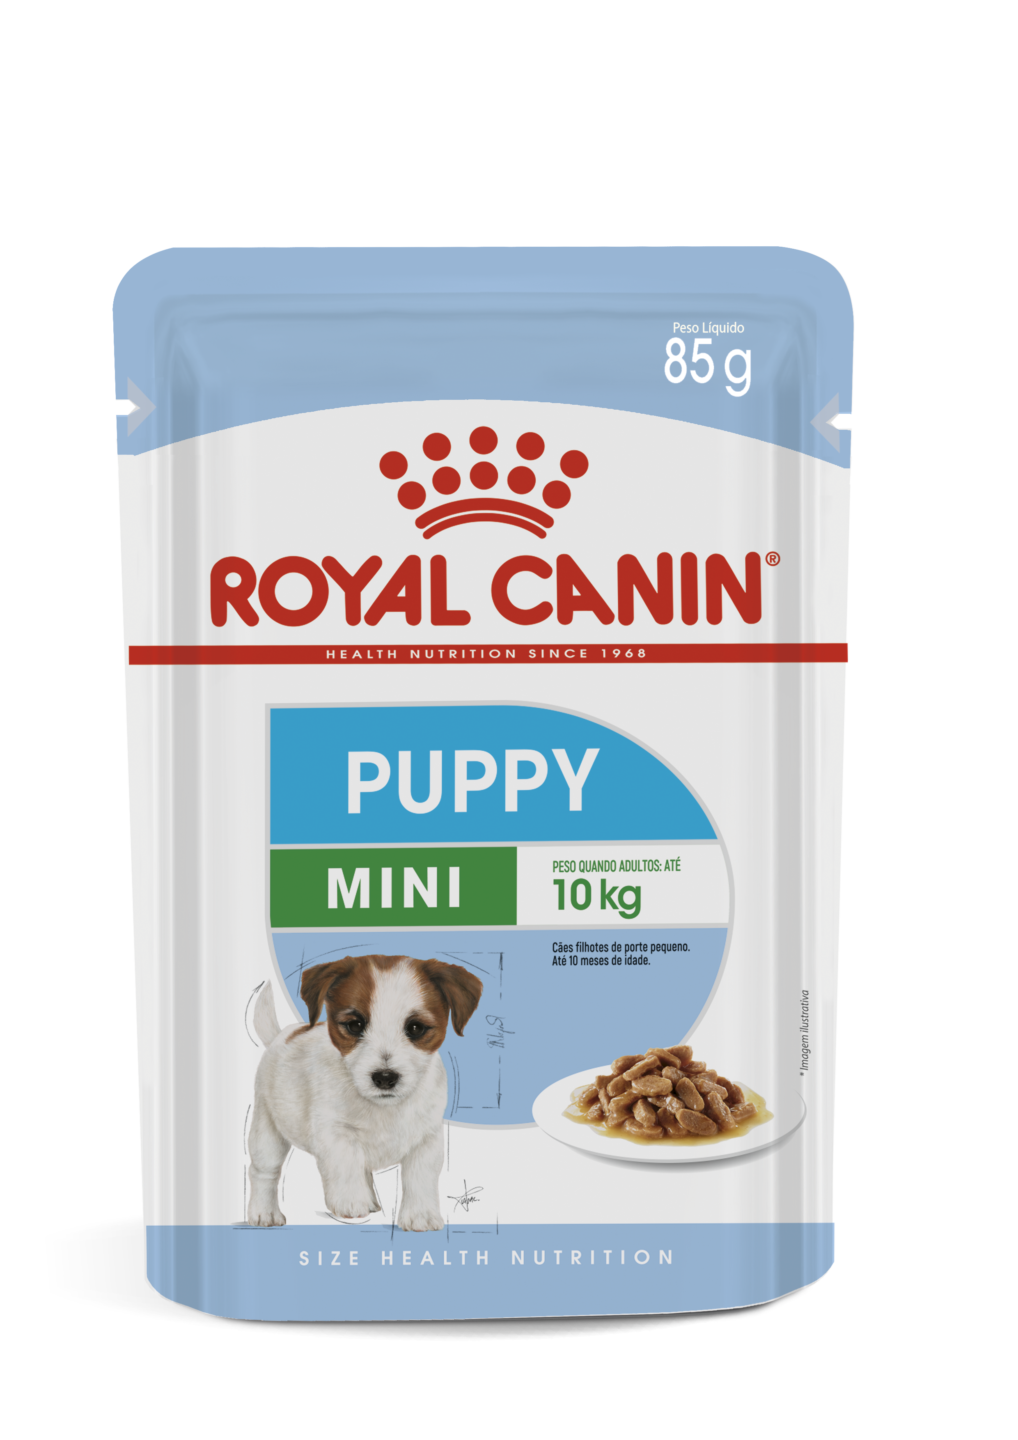 Peso Líquido
85 g
ROYAL CANIN®
HEALTH NUTRITION SINCE 1968
PUPPY
MINI
PESO QUANDO ADULTOS: ATÉ
10 kg
Cães filhotes de porte pequeno.
Até 10 meses de idade.
* Imagem ilustrativa
SIZE HEALTH NUTRITION